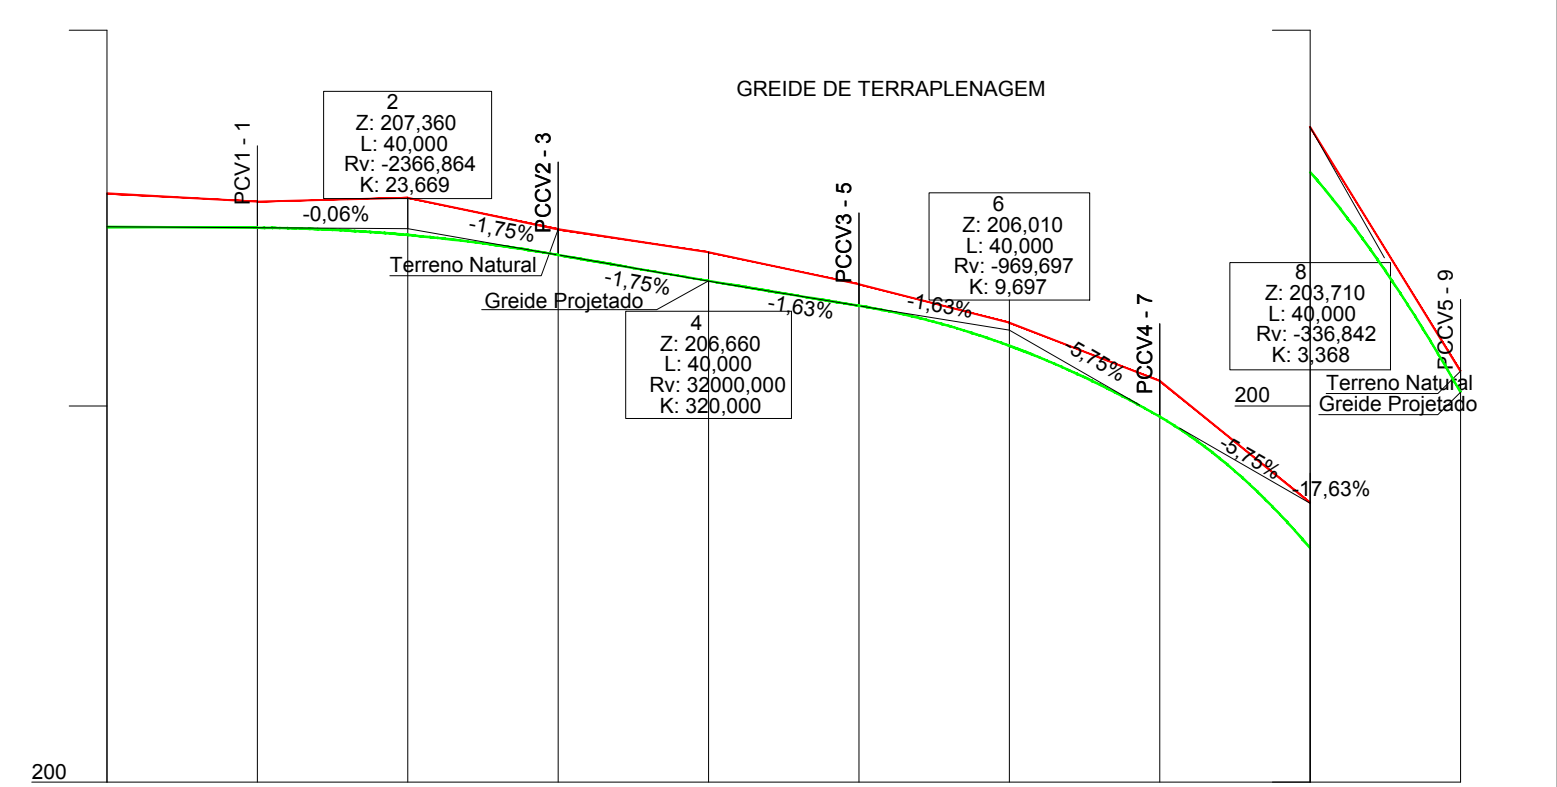 GREIDE DE TERRAPLENAGEM
PCV1 - 1
2
Z: 207,360
L: 40,000
Rv: -2366,864
K: 23,669
-0,06%
-1,75%
PCCV2 - 3
Terreno Natural
Greide Projetado
-1,75%
4
Z: 206,660
L: 40,000
Rv: 32000,000
K: 320,000
-1,63%
PCCV3 - 5
-1,63%
6
Z: 206,010
L: 40,000
Rv: -969,697
K: 9,697
-5,75%
PCCV4 - 7
-5,75%
-17,63%
8
Z: 203,710
L: 40,000
Rv: -336,842
K: 3,368
PCCV5 - 9
Terreno Natural
Greide Projetado
200
200